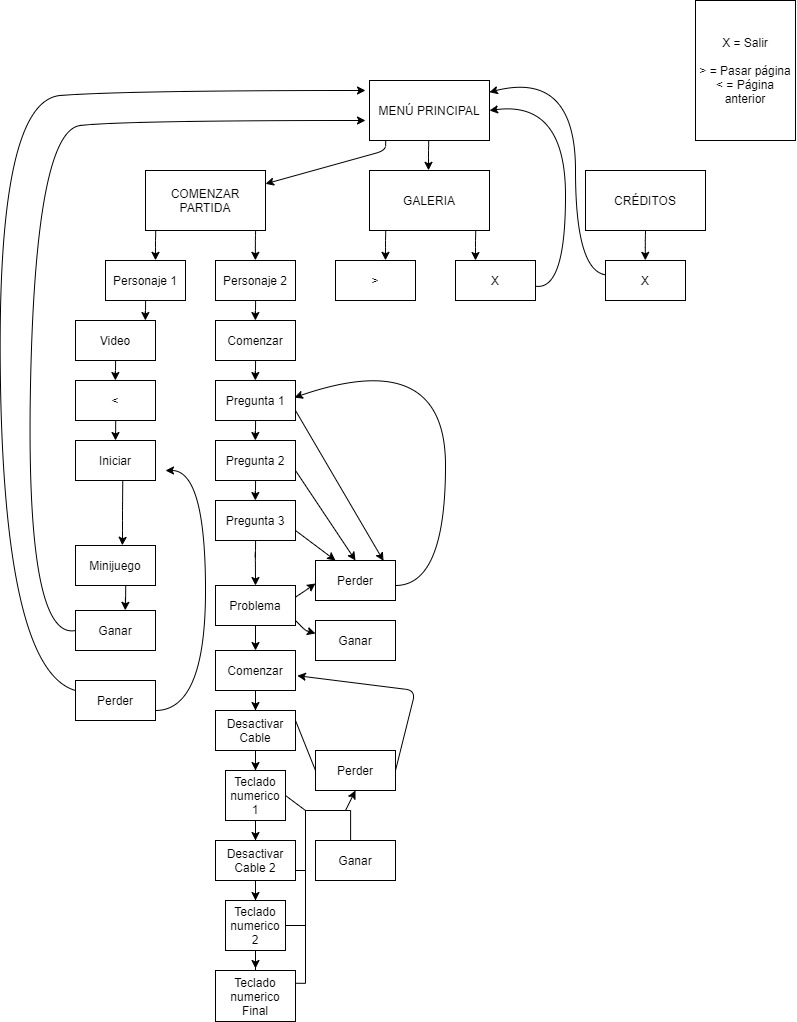 X = Salir
> = Pasar página
< = Página
anterior
MENÚ PRINCIPAL
COMENZAR
PARTIDA
GALERIA
CRÉDITOS
Personaje 1
Personaje 2
>
X
X
Video
Comenzar
<
Pregunta 1
Iniciar
Pregunta 2
Pregunta 3
Minijuego
Perder
Problema
Ganar
Ganar
Comenzar
Perder
Desactivar
Cable
Perder
Teclado
numerico
1
Desactivar
Cable 2
Ganar
Teclado
numerico
2
Teclado
numerico
Final